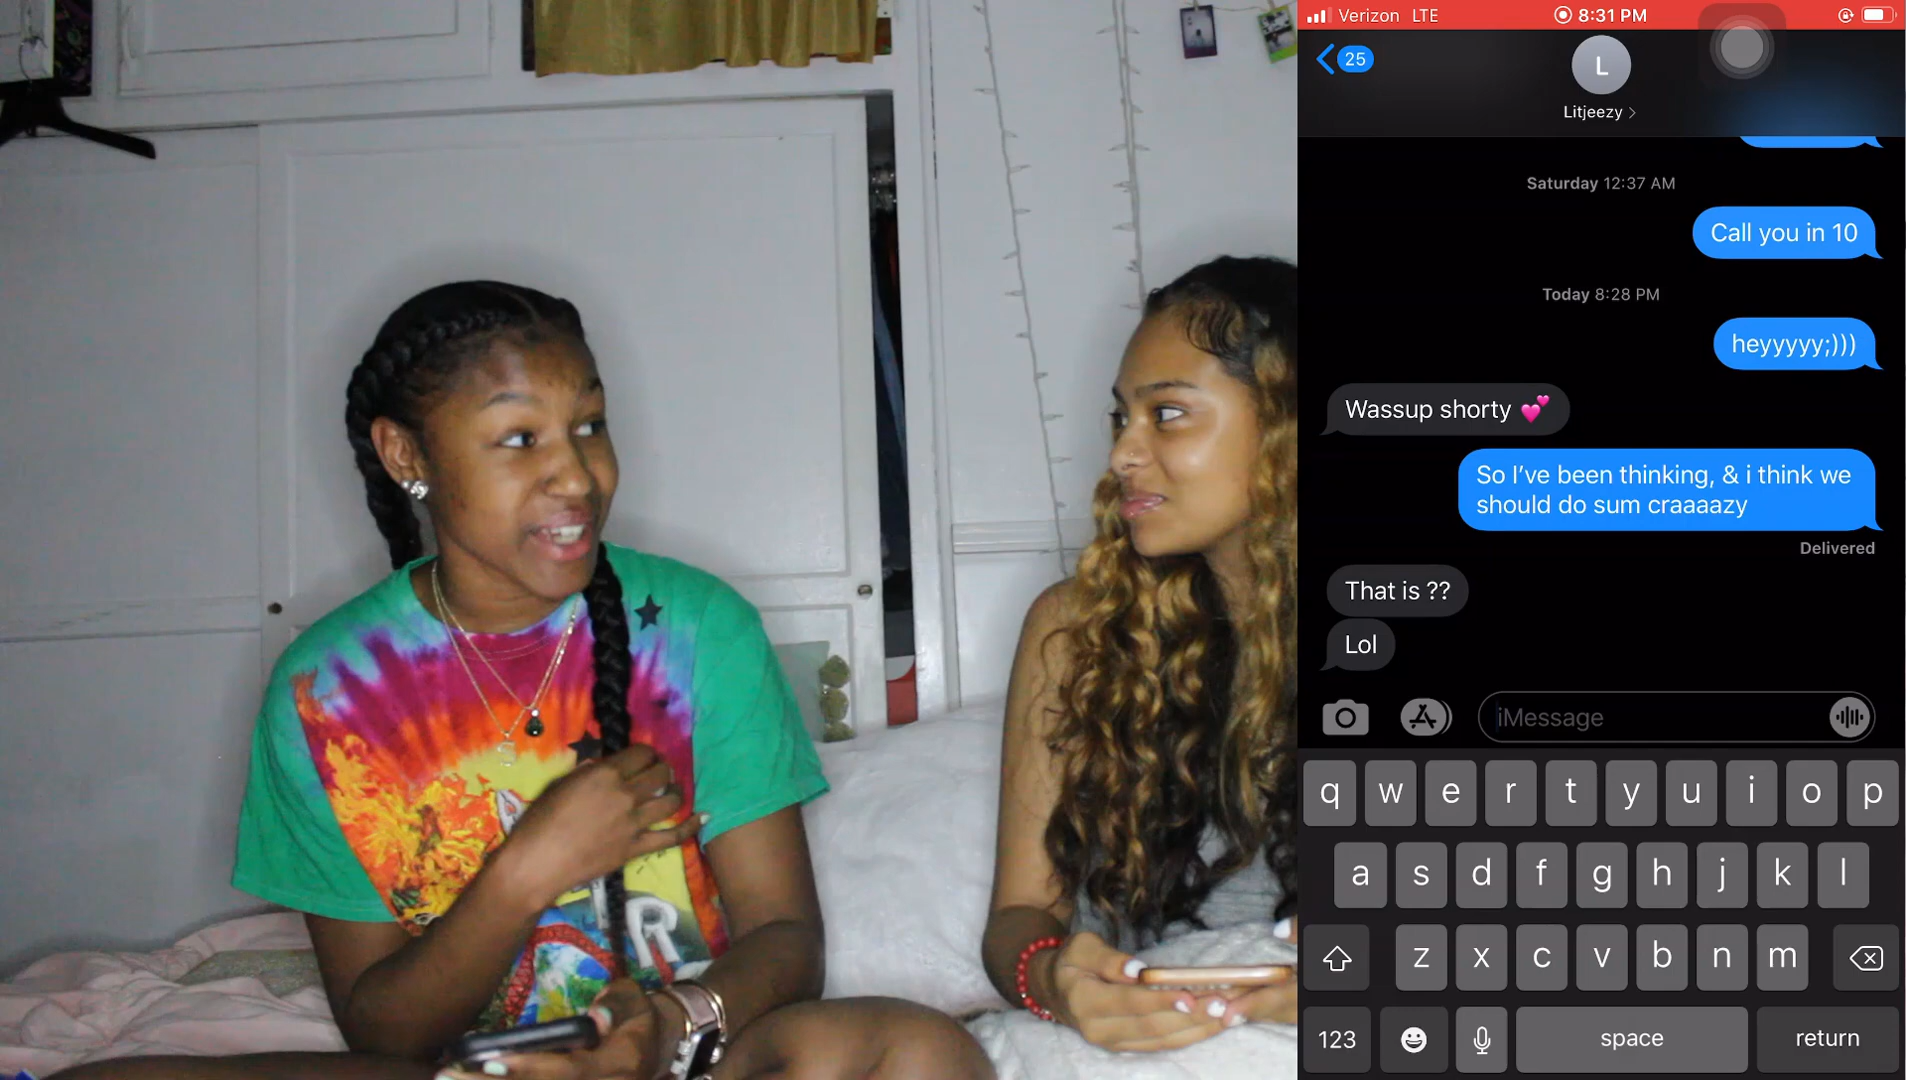 Verizon LTE 8:31 PM
25
L
Litjeezy >
Saturday 12:37 AM
Call you in 10
Today 8:28 PM
heyyyyy;)))
Wassup shorty 💕
So I’ve been thinking, & i think we
should do sum craaaazy
Delivered
That is ??
Lol
iMessage
q w e r t y u i o p
a s d f g h j k l
z x c v b n m
123 space return
R